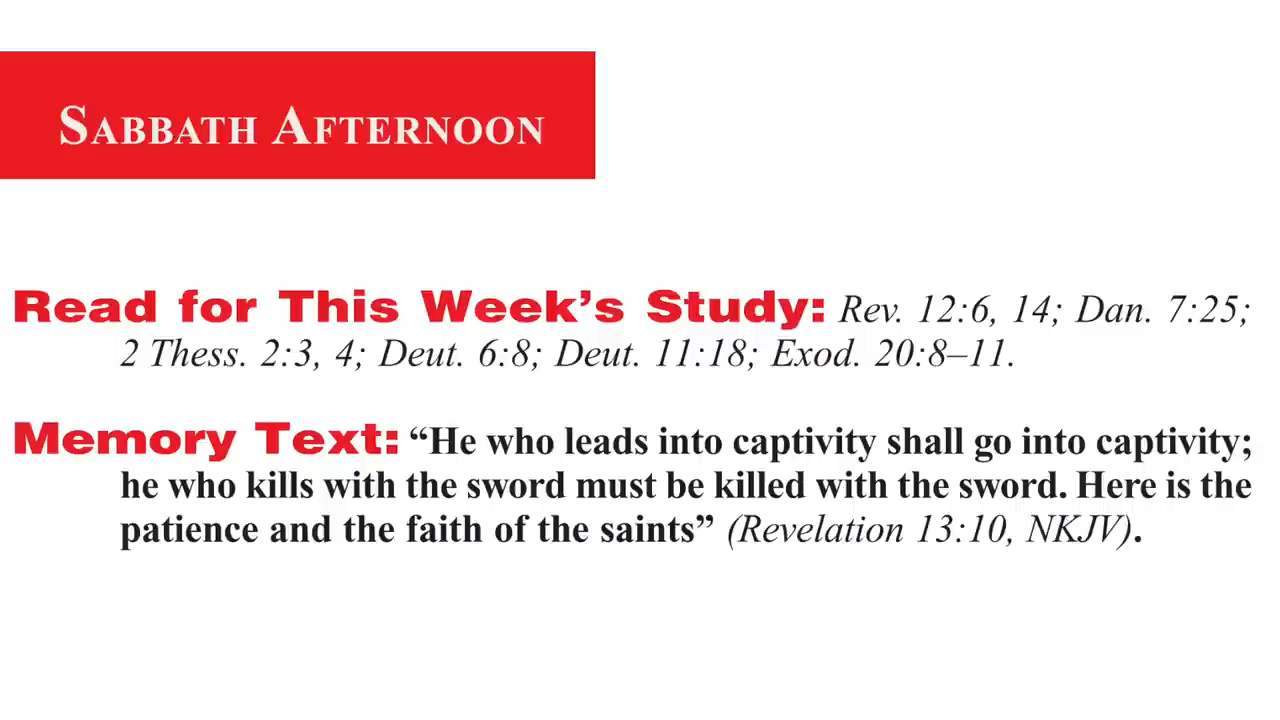 SABBATH AFTERNOON
Read for This Week’s Study: Rev. 12:6, 14; Dan. 7:25;
2 Thess. 2:3, 4; Deut. 6:8; Deut. 11:18; Exod. 20:8–11.
Memory Text: “He who leads into captivity shall go into captivity;
he who kills with the sword must be killed with the sword. Here is the
patience and the faith of the saints” (Revelation 13:10, NKJV).